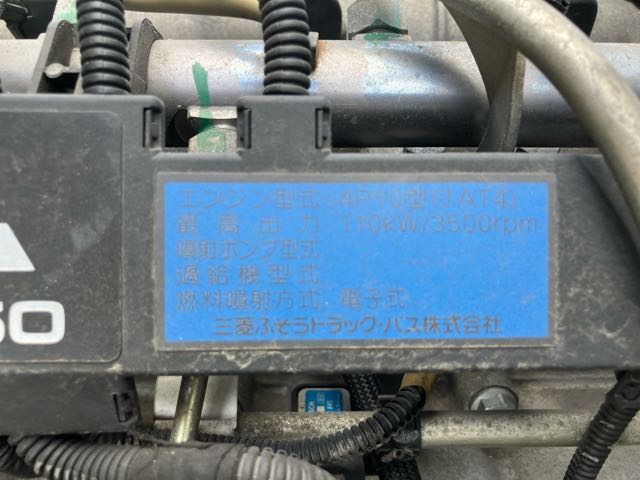 エンジン型式 4P10型(1AT4)
最高出力 110kW/3500rpm
噴射ポンプ型式
過給機型式
燃料噴射方式 電子式
三菱ふそうトラック・バス株式会社
50